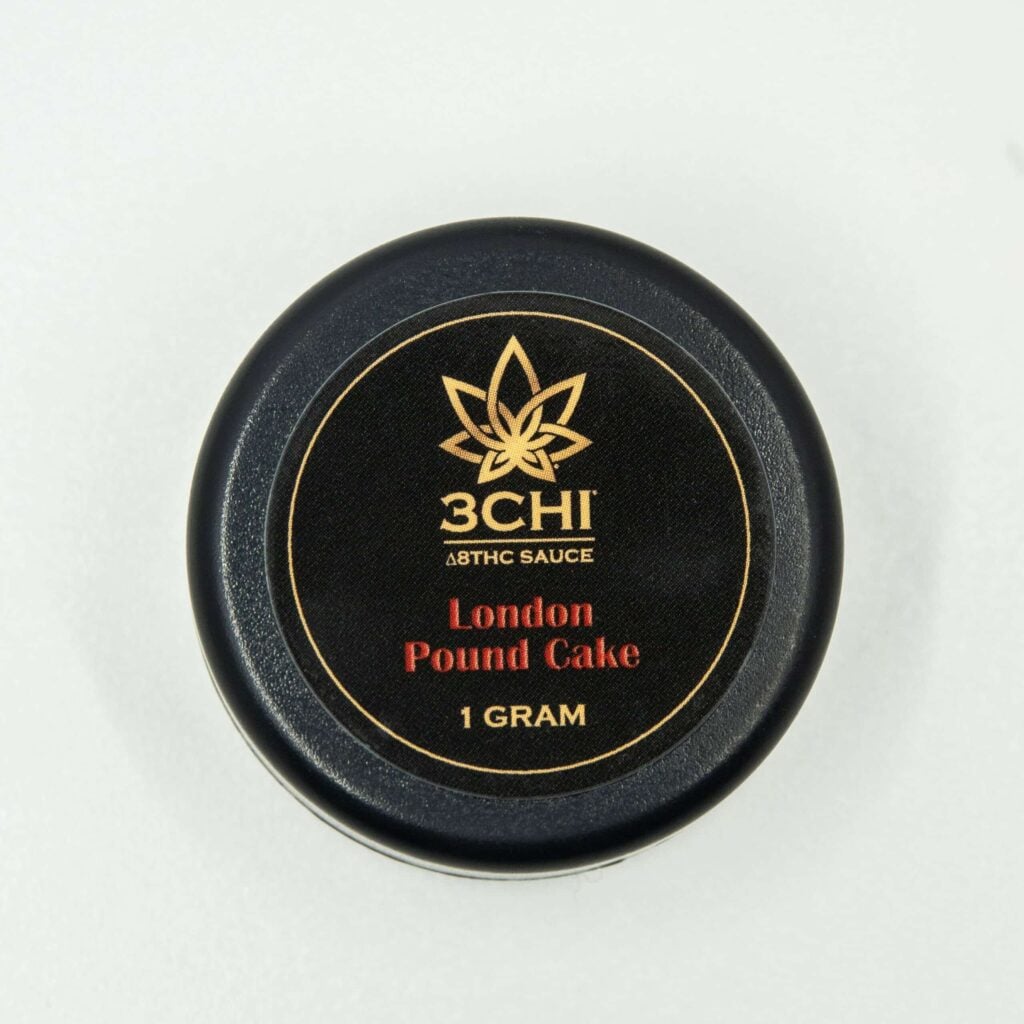 3CHI
Δ8THC SAUCE
London
Pound Cake
1 GRAM